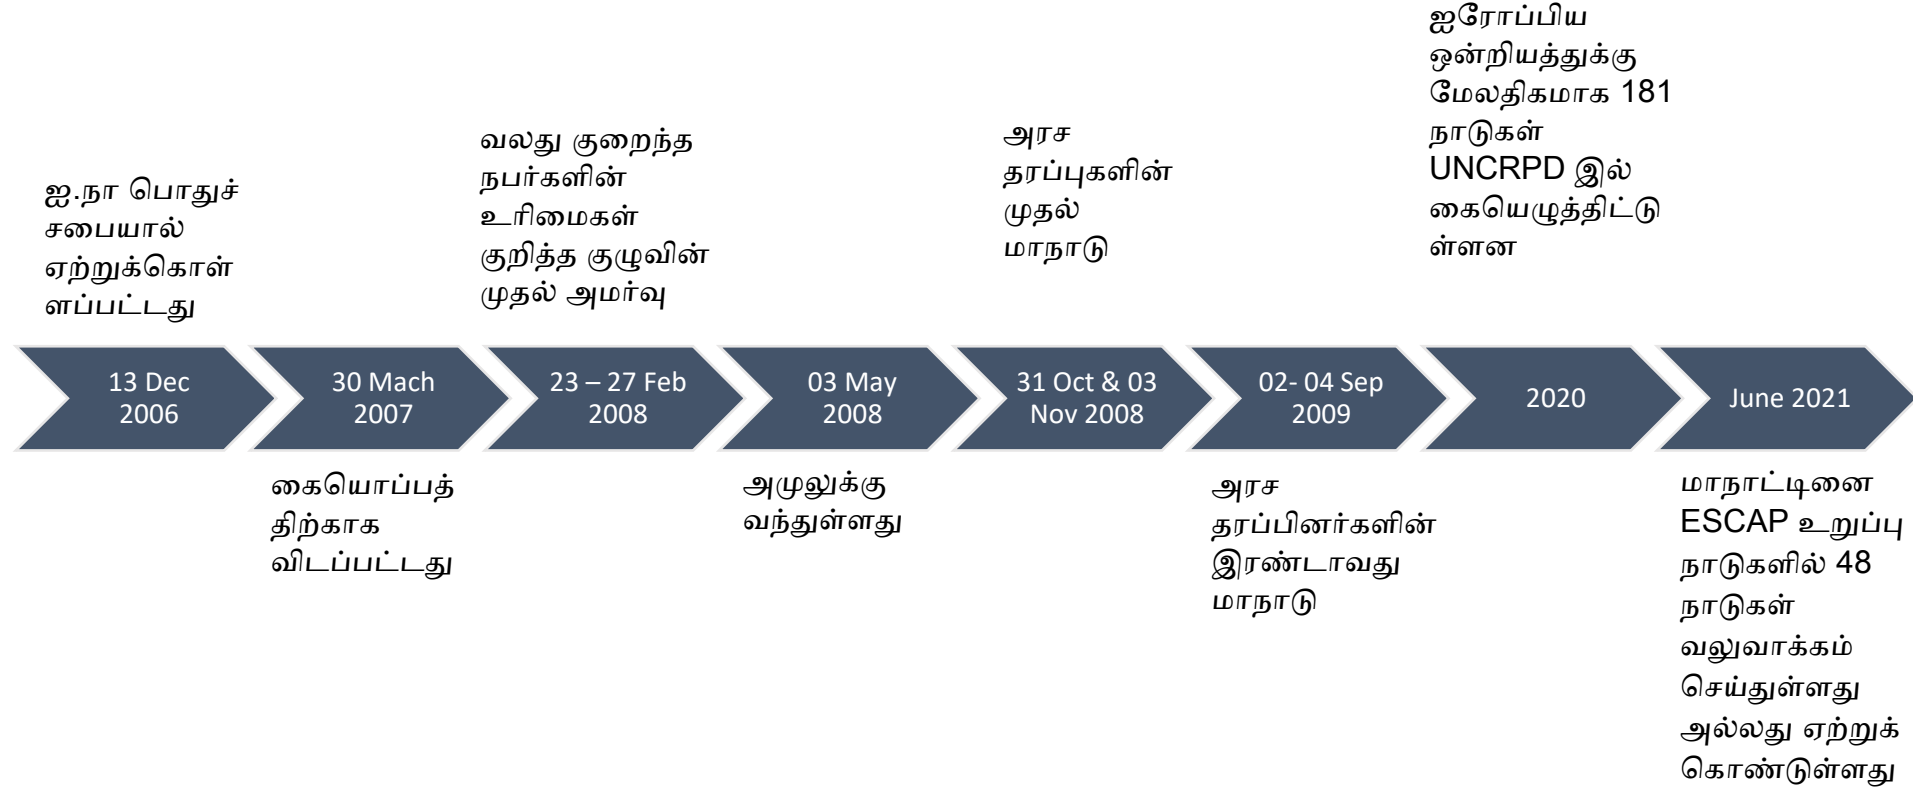 ஐ.நா பொதுச்
சபையால்
ஏற்றுக்கொள்
ளப்பட்டது
13 Dec
2006
30 Mach
2007
கையொப்பத்
திற்காக
விடப்பட்டது
வலது குறைந்த
நபர்களின்
உரிமைகள்
குறித்த குழுவின்
முதல் அமர்வு
23 – 27 Feb
2008
03 May
2008
அமுலுக்கு
வந்துள்ளது
அரச
தரப்புகளின்
முதல்
மாநாடு
31 Oct & 03
Nov 2008
02- 04 Sep
2009
அரச
தரப்பினர்களின்
இரண்டாவது
மாநாடு
ஐரோப்பிய
ஒன்றியத்துக்கு
மேலதிகமாக 181
நாடுகள்
UNCRPD இல்
கையெழுத்திட்டு
ள்ளன
2020
June 2021
மாநாட்டினை
ESCAP உறுப்பு
நாடுகளில் 48
நாடுகள்
வலுவாக்கம்
செய்துள்ளது
அல்லது ஏற்றுக்
கொண்டுள்ளது